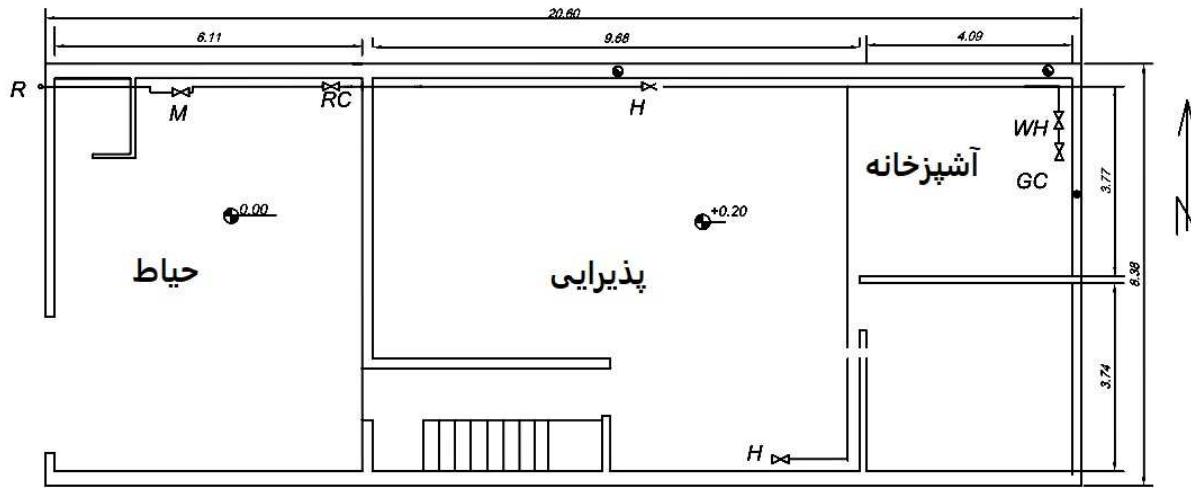 20.60
6.11
9.68
4.09
R
M
RC
H
WH
GC
آشپزخانه
3.77
N
0.00
+0.20
حیاط
پذیرایی
8.38
3.74
H